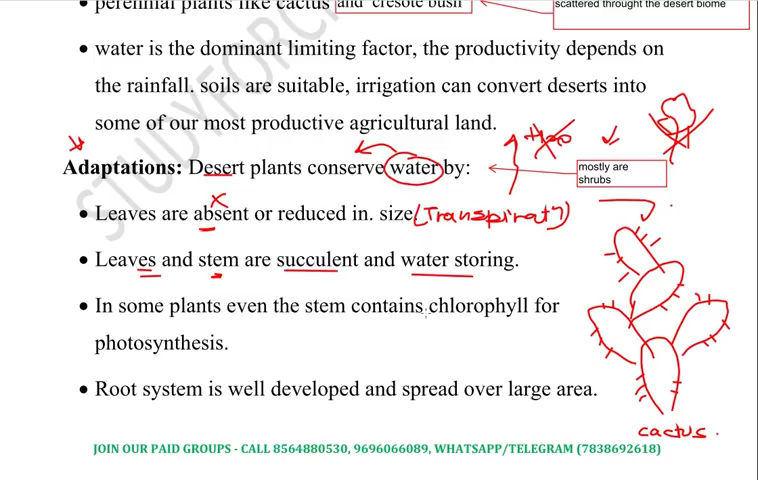 • perennial plants like cactus and cresote bush
scattered throught the desert biome
• water is the dominant limiting factor, the productivity depends on
the rainfall. soils are suitable, irrigation can convert deserts into
some of our most productive agricultural land.
H2O
Adaptations: Desert plants conserve water by:
mostly are
shrubs
• Leaves are absent or reduced in. size. (Transpiratn)
• Leaves and stem are succulent and water storing.
• In some plants even the stem contains chlorophyll for
photosynthesis.
• Root system is well developed and spread over large area.
cactus.
JOIN OUR PAID GROUPS - CALL 8564880530, 9696066089, WHATSAPP/TELEGRAM (7838692618)
STUDYFORC